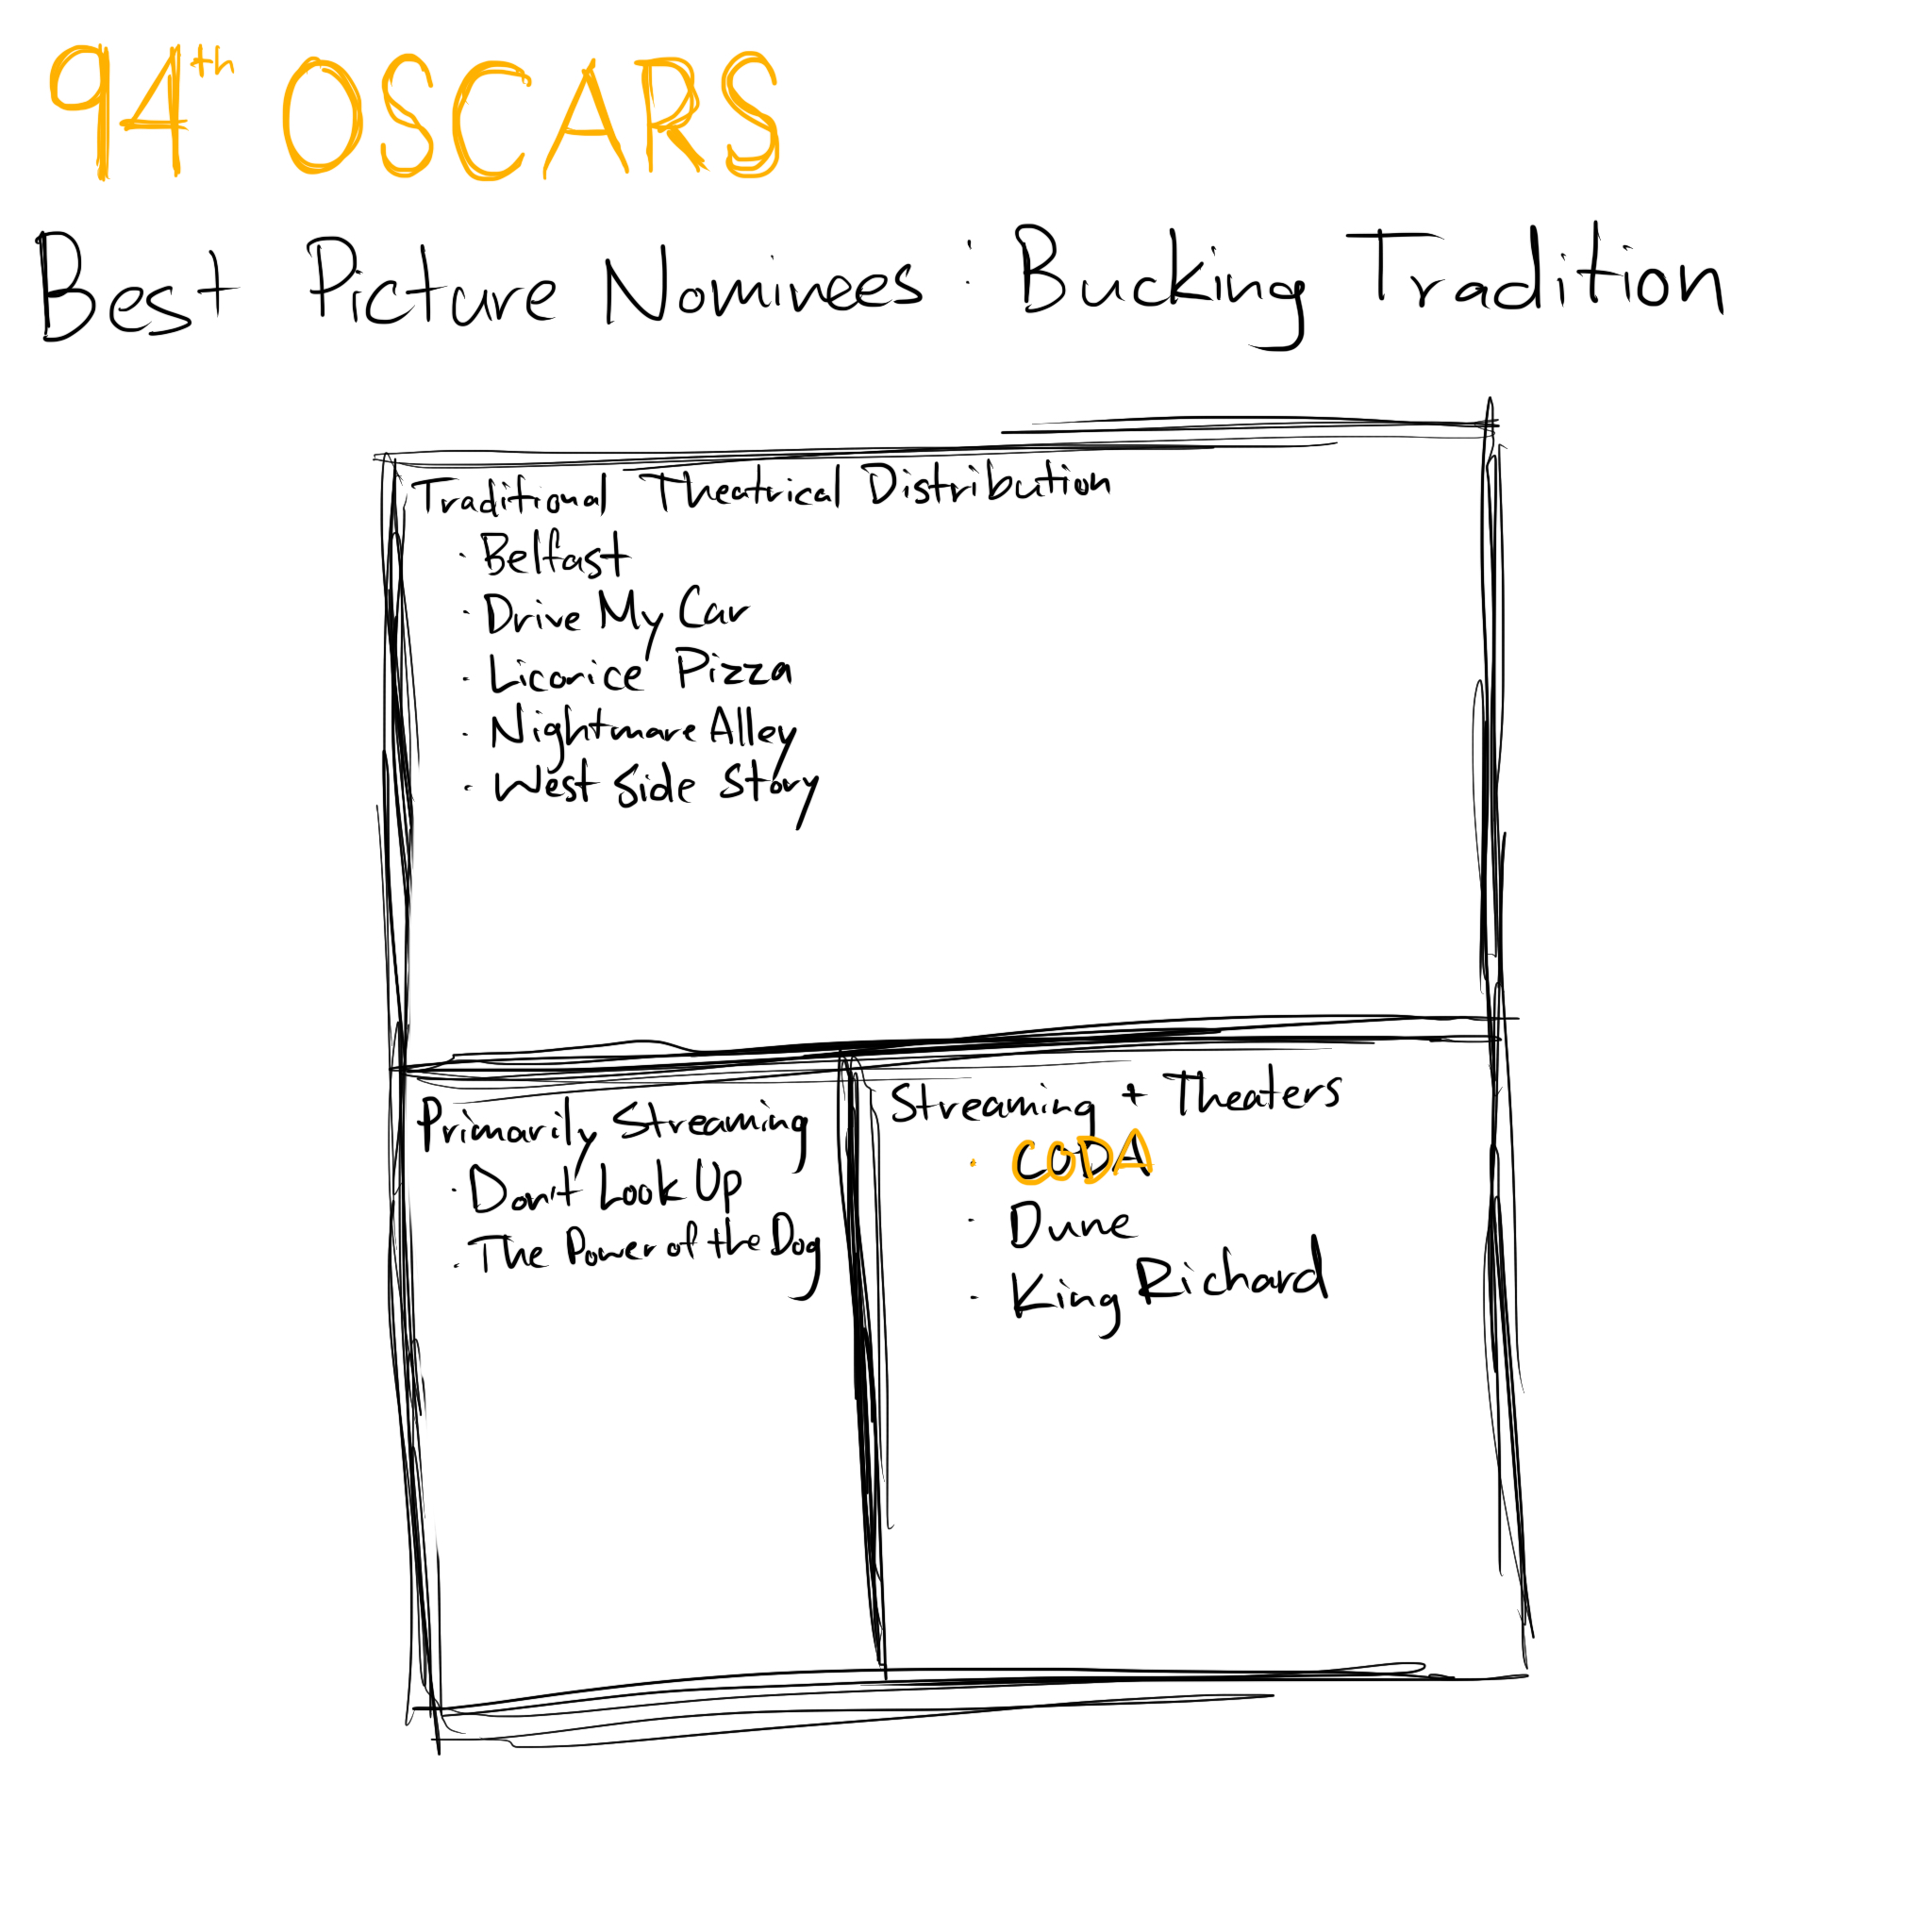 94th OSCARS
Best Picture Nominees: Bucking Tradition
Traditional Theatrical Distribution
· Belfast
· Drive My Car
· Licorice Pizza
· Nightmare Alley
· West Side Story
Primarily Streaming
· Don't Look Up
· The Power of the Dog
Streaming + Theaters
· CODA
· Dune
· King Richard